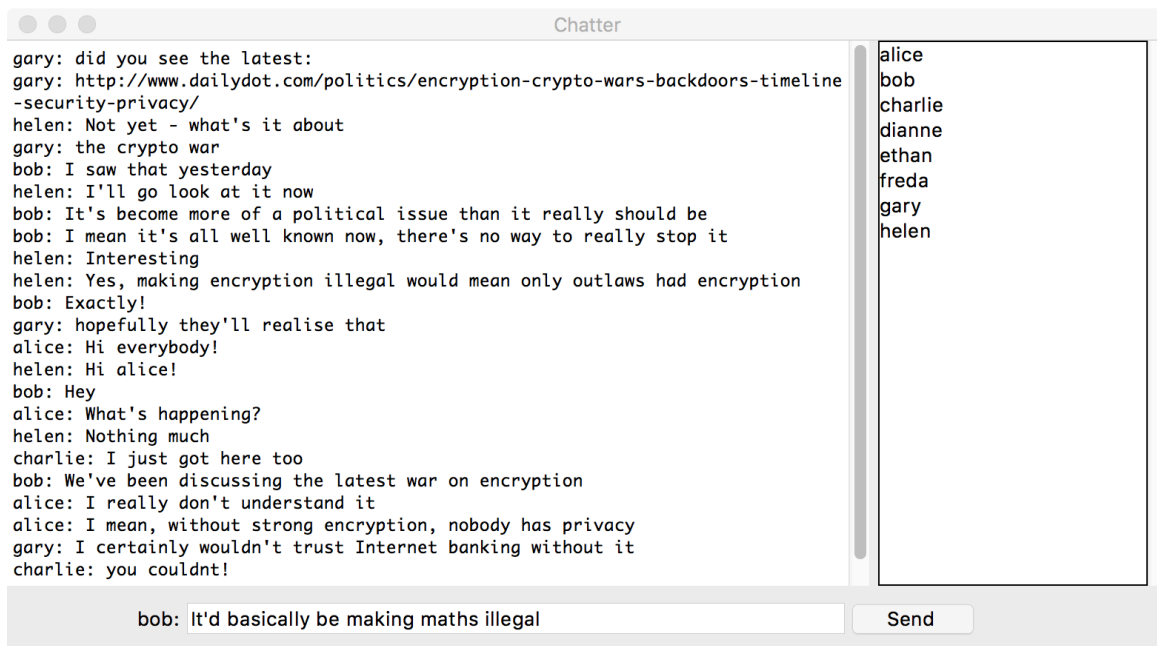 Chatter
gary: did you see the latest:
gary: http://www.dailydot.com/politics/encryption-crypto-wars-backdoors-timeline
-security-privacy/
helen: Not yet - what's it about
gary: the crypto war
bob: I saw that yesterday
helen: I'll go look at it now
bob: It's become more of a political issue than it really should be
bob: I mean it's all well known now, there's no way to really stop it
helen: Interesting
helen: Yes, making encryption illegal would mean only outlaws had encryption
bob: Exactly!
gary: hopefully they'll realise that
alice: Hi everybody!
helen: Hi alice!
bob: Hey
alice: What's happening?
helen: Nothing much
charlie: I just got here too
bob: We've been discussing the latest war on encryption
alice: I really don't understand it
alice: I mean, without strong encryption, nobody has privacy
gary: I certainly wouldn't trust Internet banking without it
charlie: you couldnt!
alice
bob
charlie
dianne
ethan
freda
gary
helen
bob: It'd basically be making maths illegal Send